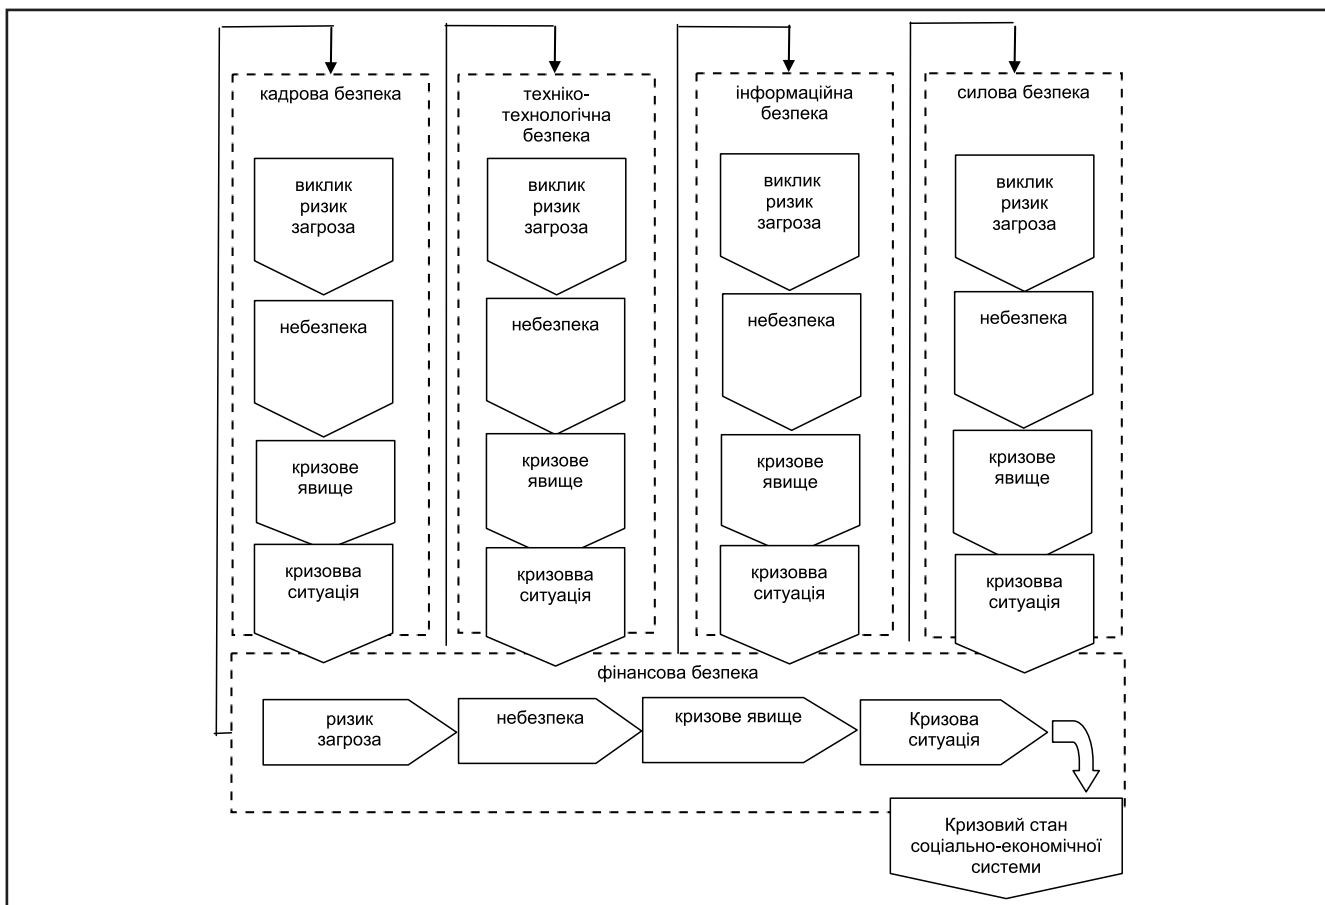 кадрова безпека
виклик
ризик
загроза
небезпека
кризове
явище
кризовва
ситуація
техніко-
технологічна
безпека
виклик
ризик
загроза
небезпека
кризове
явище
кризовва
ситуація
інформаційна
безпека
виклик
ризик
загроза
небезпека
кризове
явище
кризовва
ситуація
силова безпека
виклик
ризик
загроза
небезпека
кризове
явище
кризовва
ситуація
фінансова безпека
ризик
загроза
небезпека
кризове явище
Кризова
ситуація
Кризовий стан
соціально-економічної
системи